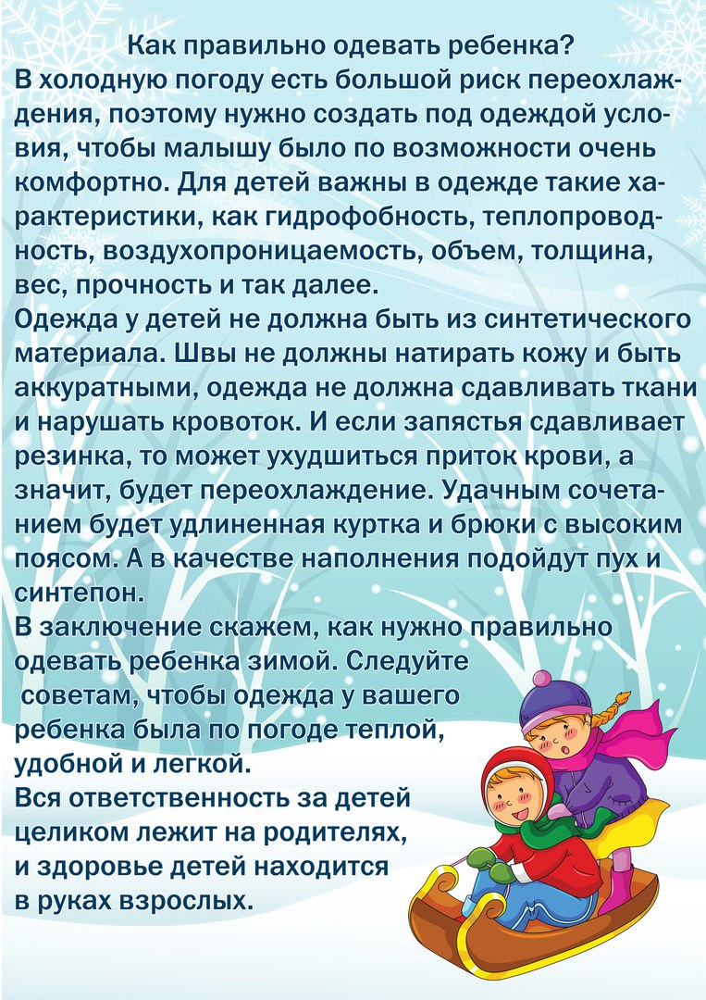 Как правильно одевать ребенка?
В холодную погоду есть большой риск переохлаж-
дения, поэтому нужно создать под одеждой усло-
вия, чтобы малышу было по возможности очень
комфортно. Для детей важны в одежде такие ха-
рактеристики, как гидрофобность, теплопровод-
ность, воздухопроницаемость, объем, толщина,
вес, прочность и так далее.
Одежда у детей не должна быть из синтетического
материала. Швы не должны натирать кожу и быть
аккуратными, одежда не должна сдавливать ткани
и нарушать кровоток. И если запястья сдавливает
резинка, то может ухудшиться приток крови, а
значит, будет переохлаждение. Удачным сочета-
нием будет удлиненная куртка и брюки с высоким
поясом. А в качестве наполнения подойдут пух и
синтепон.
В заключение скажем, как нужно правильно
одевать ребенка зимой. Следуйте
советам, чтобы одежда у вашего
ребенка была по погоде теплой,
удобной и легкой.
Вся ответственность за детей
целиком лежит на родителях,
и здоровье детей находится
в руках взрослых.